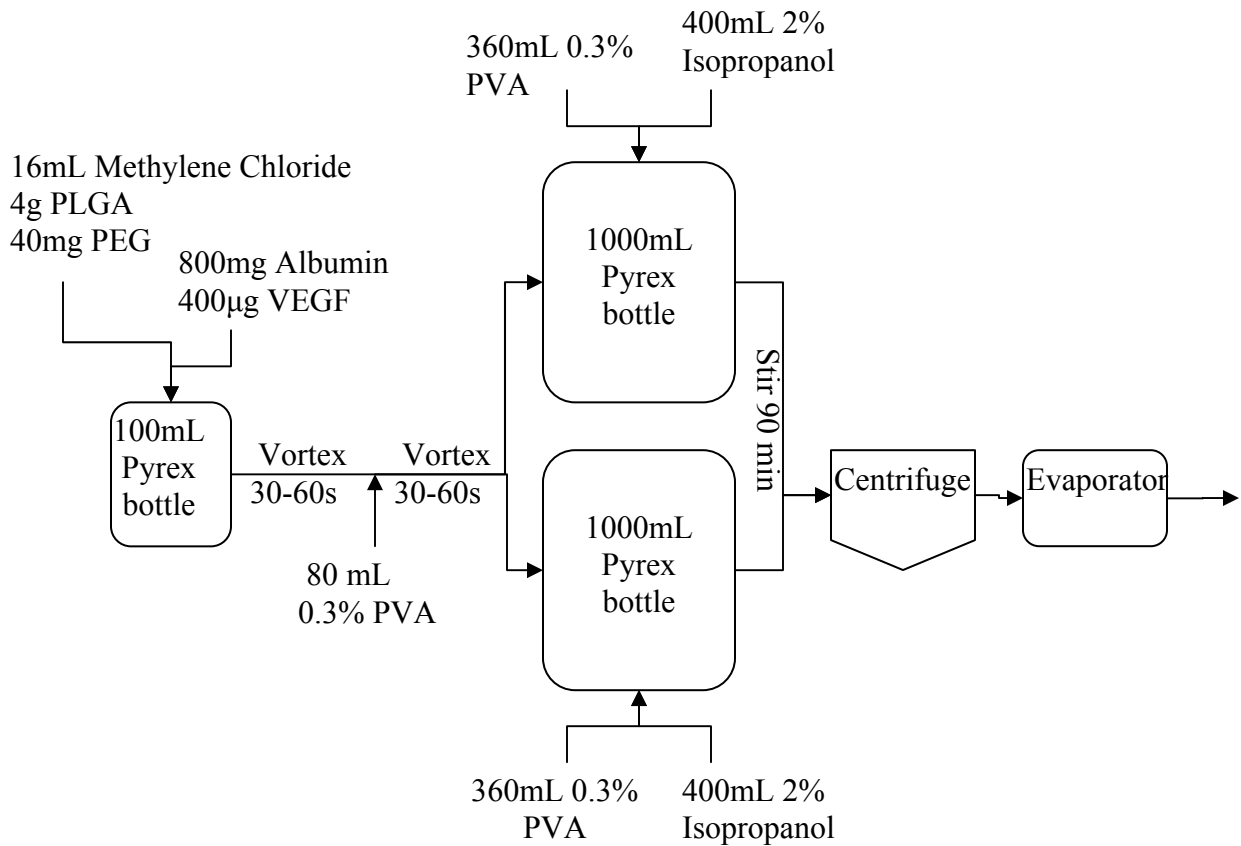 360mL 0.3%
PVA
400mL 2%
Isopropanol
16mL Methylene Chloride
4g PLGA
40mg PEG
800mg Albumin
400μg VEGF
100mL
Pyrex
bottle
Vortex
30-60s
Vortex
30-60s
80 mL
0.3% PVA
1000mL
Pyrex
bottle
1000mL
Pyrex
bottle
Stir 90 min
Centrifuge
Evaporator
360mL 0.3%
PVA
400mL 2%
Isopropanol